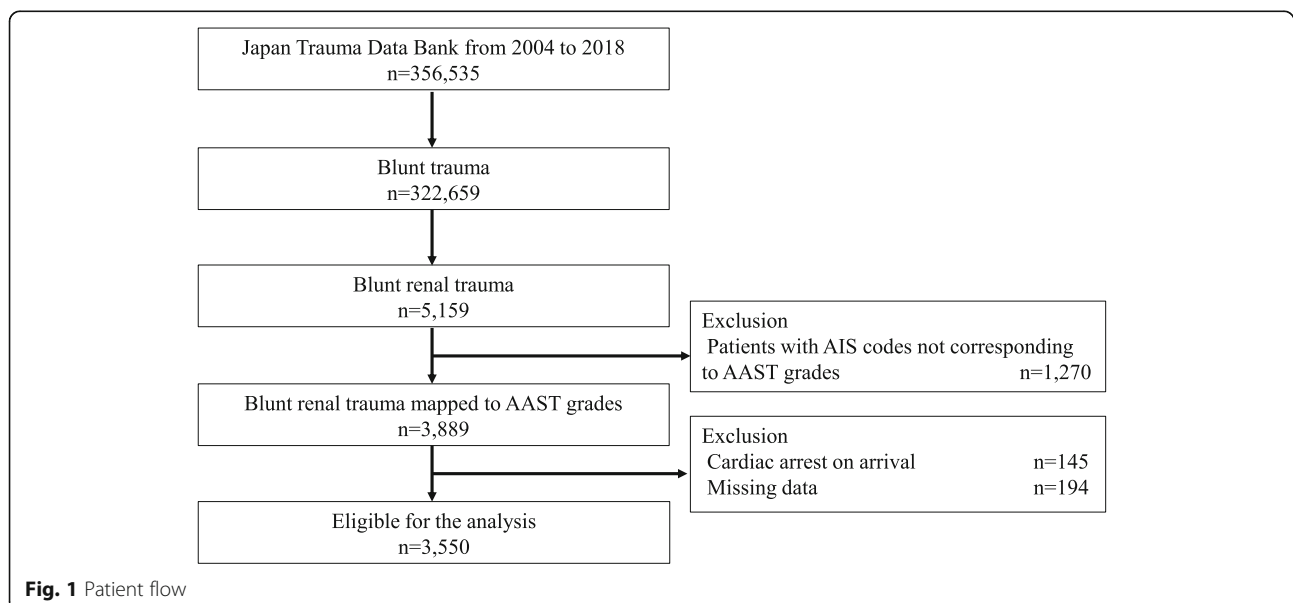 Japan Trauma Data Bank from 2004 to 2018
n=356,535
Blunt trauma
n=322,659
Blunt renal trauma
n=5,159
Exclusion
Patients with AIS codes not corresponding
to AAST grades n=1,270
Blunt renal trauma mapped to AAST grades
n=3,889
Exclusion
Cardiac arrest on arrival n=145
Missing data n=194
Eligible for the analysis
n=3,550
Fig. 1 Patient flow